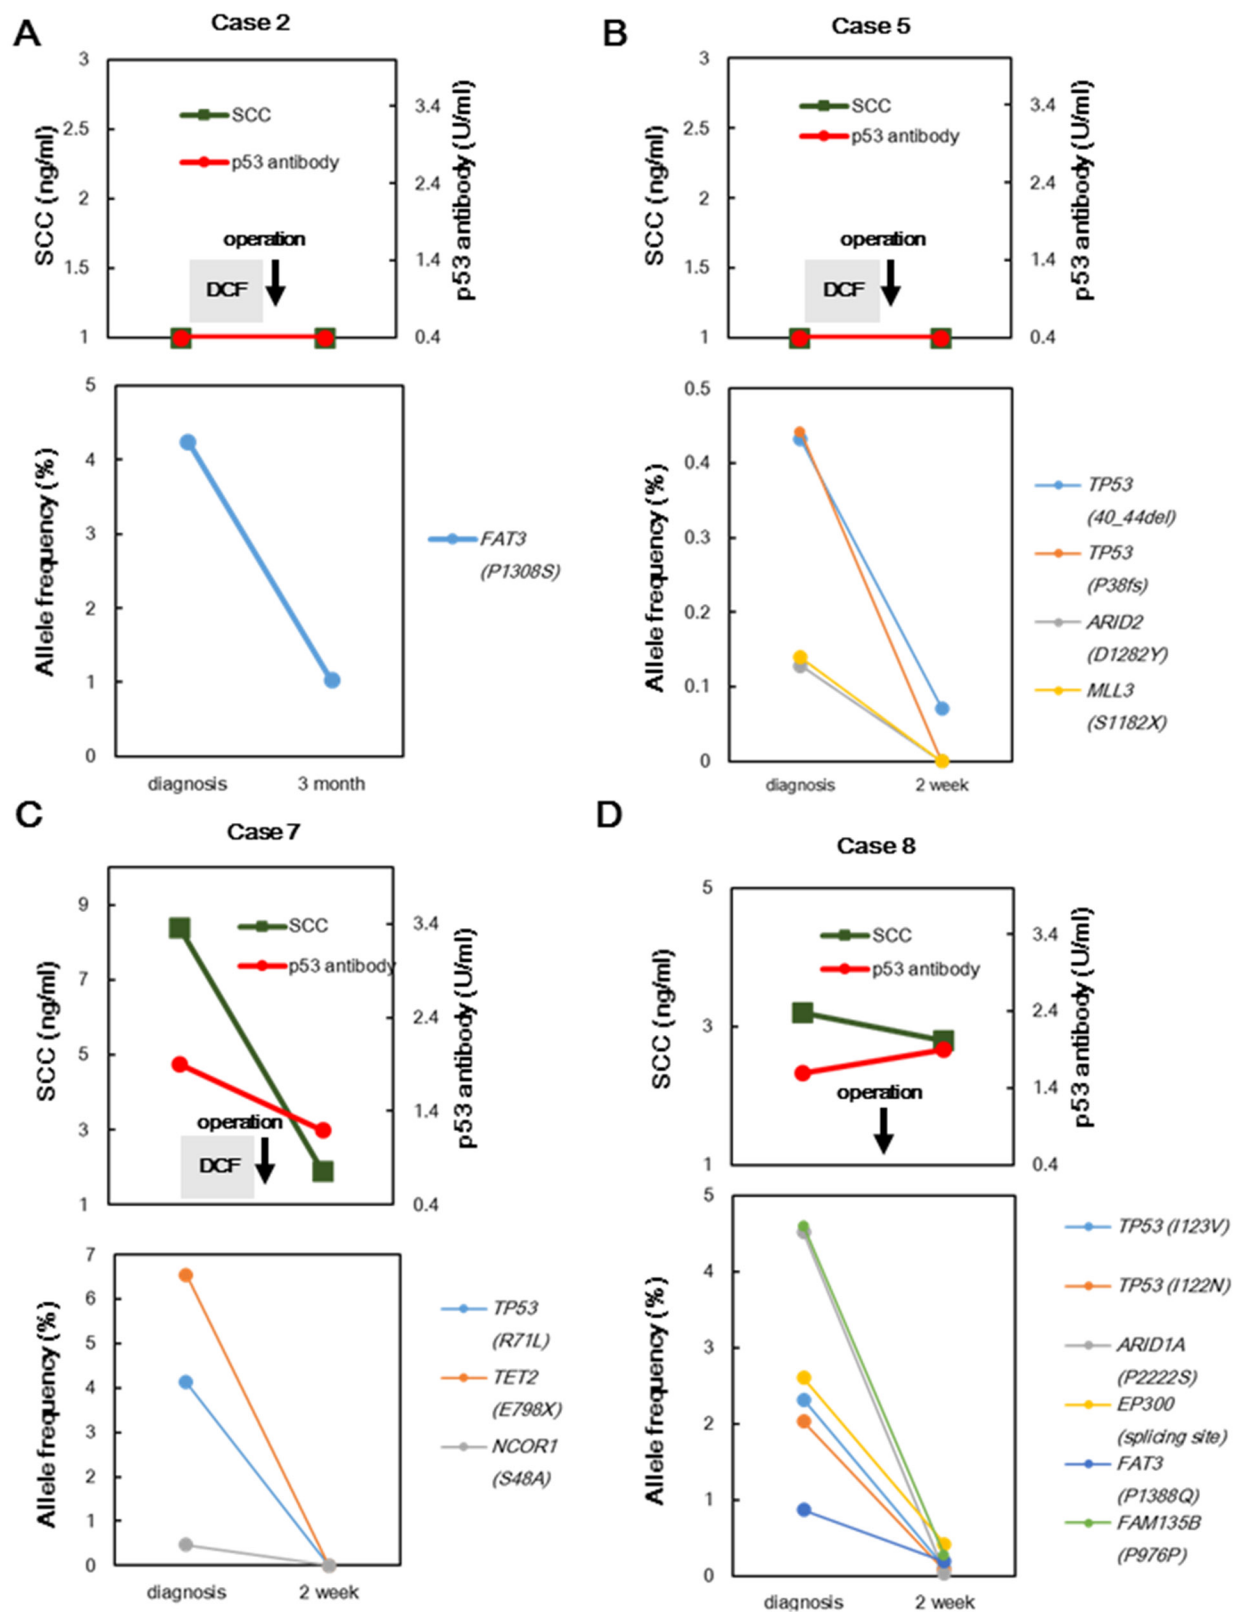 A
Case 2
3
2.5
2
1.5
1
SCC (ng/ml)
SCC
p53 antibody
operation
DCF
3.4
2.4
1.4
0.4
p53 antibody (U/ml)
5
4
3
2
1
0
Allele frequency (%)
diagnosis
3 month
FAT3
(P1308S)
B
Case 5
3
2.5
2
1.5
1
SCC (ng/ml)
SCC
p53 antibody
operation
DCF
3.4
2.4
1.4
0.4
p53 antibody (U/ml)
0.5
0.4
0.3
0.2
0.1
0
Allele frequency (%)
diagnosis
2 week
TP53
(40_44del)
TP53
(P38fs)
ARID2
(D1282Y)
MLL3
(S1182X)
C
Case 7
9
7
5
3
1
SCC (ng/ml)
SCC
p53 antibody
operation
DCF
3.4
2.4
1.4
0.4
p53 antibody (U/ml)
7
6
5
4
3
2
1
0
Allele frequency (%)
diagnosis
2 week
TP53
(R71L)
TET2
(E798X)
NCOR1
(S48A)
D
Case 8
5
3
1
SCC (ng/ml)
SCC
p53 antibody
operation
3.4
2.4
1.4
0.4
p53 antibody (U/ml)
5
4
3
2
1
0
Allele frequency (%)
diagnosis
2 week
TP53 (I123V)
TP53 (I122N)
ARID1A
(P2222S)
EP300
(splicing site)
FAT3
(P1388Q)
FAM135B
(P976P)